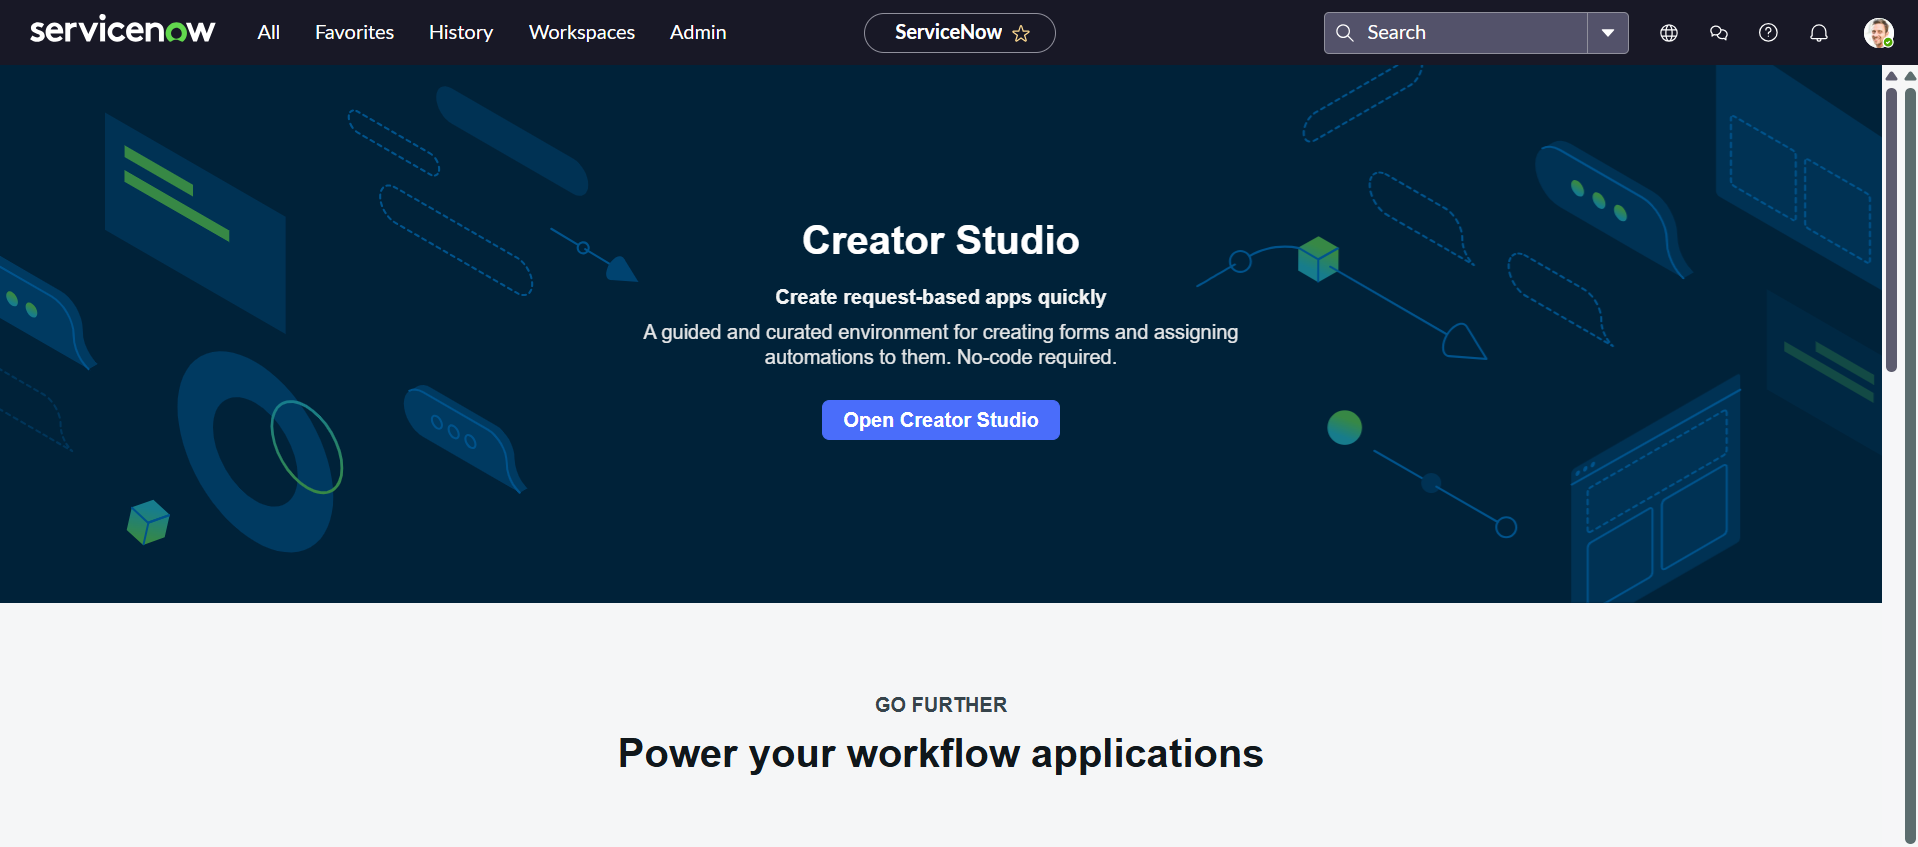 servicenow All Favorites History Workspaces Admin ServiceNow Search
Creator Studio
Create request-based apps quickly
A guided and curated environment for creating forms and assigning
automations to them. No-code required.
Open Creator Studio
GO FURTHER
Power your workflow applications